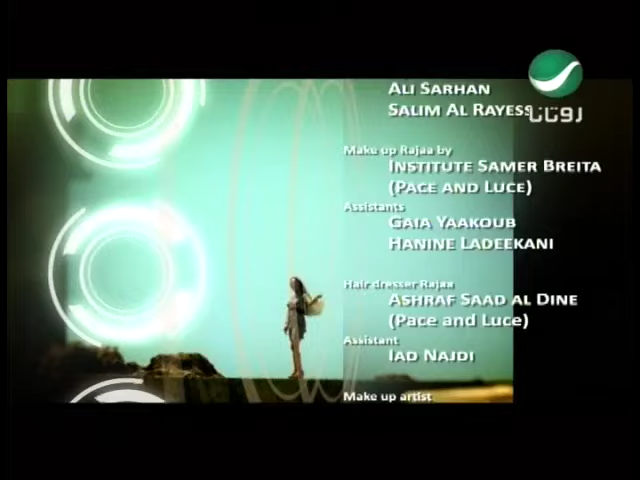 ALI SARHAN
SALIM AL RAYESS
روتانا
Make up Rajaa by
INSTITUTE SAMER BREITA
(PACE AND LUCE)
Assistants
GAIA YAAKOUB
HANINE LADEEKANI
Hair dresser Rajaa
ASHRAF SAAD AL DINE
(Pace and Luce)
Assistant
IAD NAJDI
Make up artist